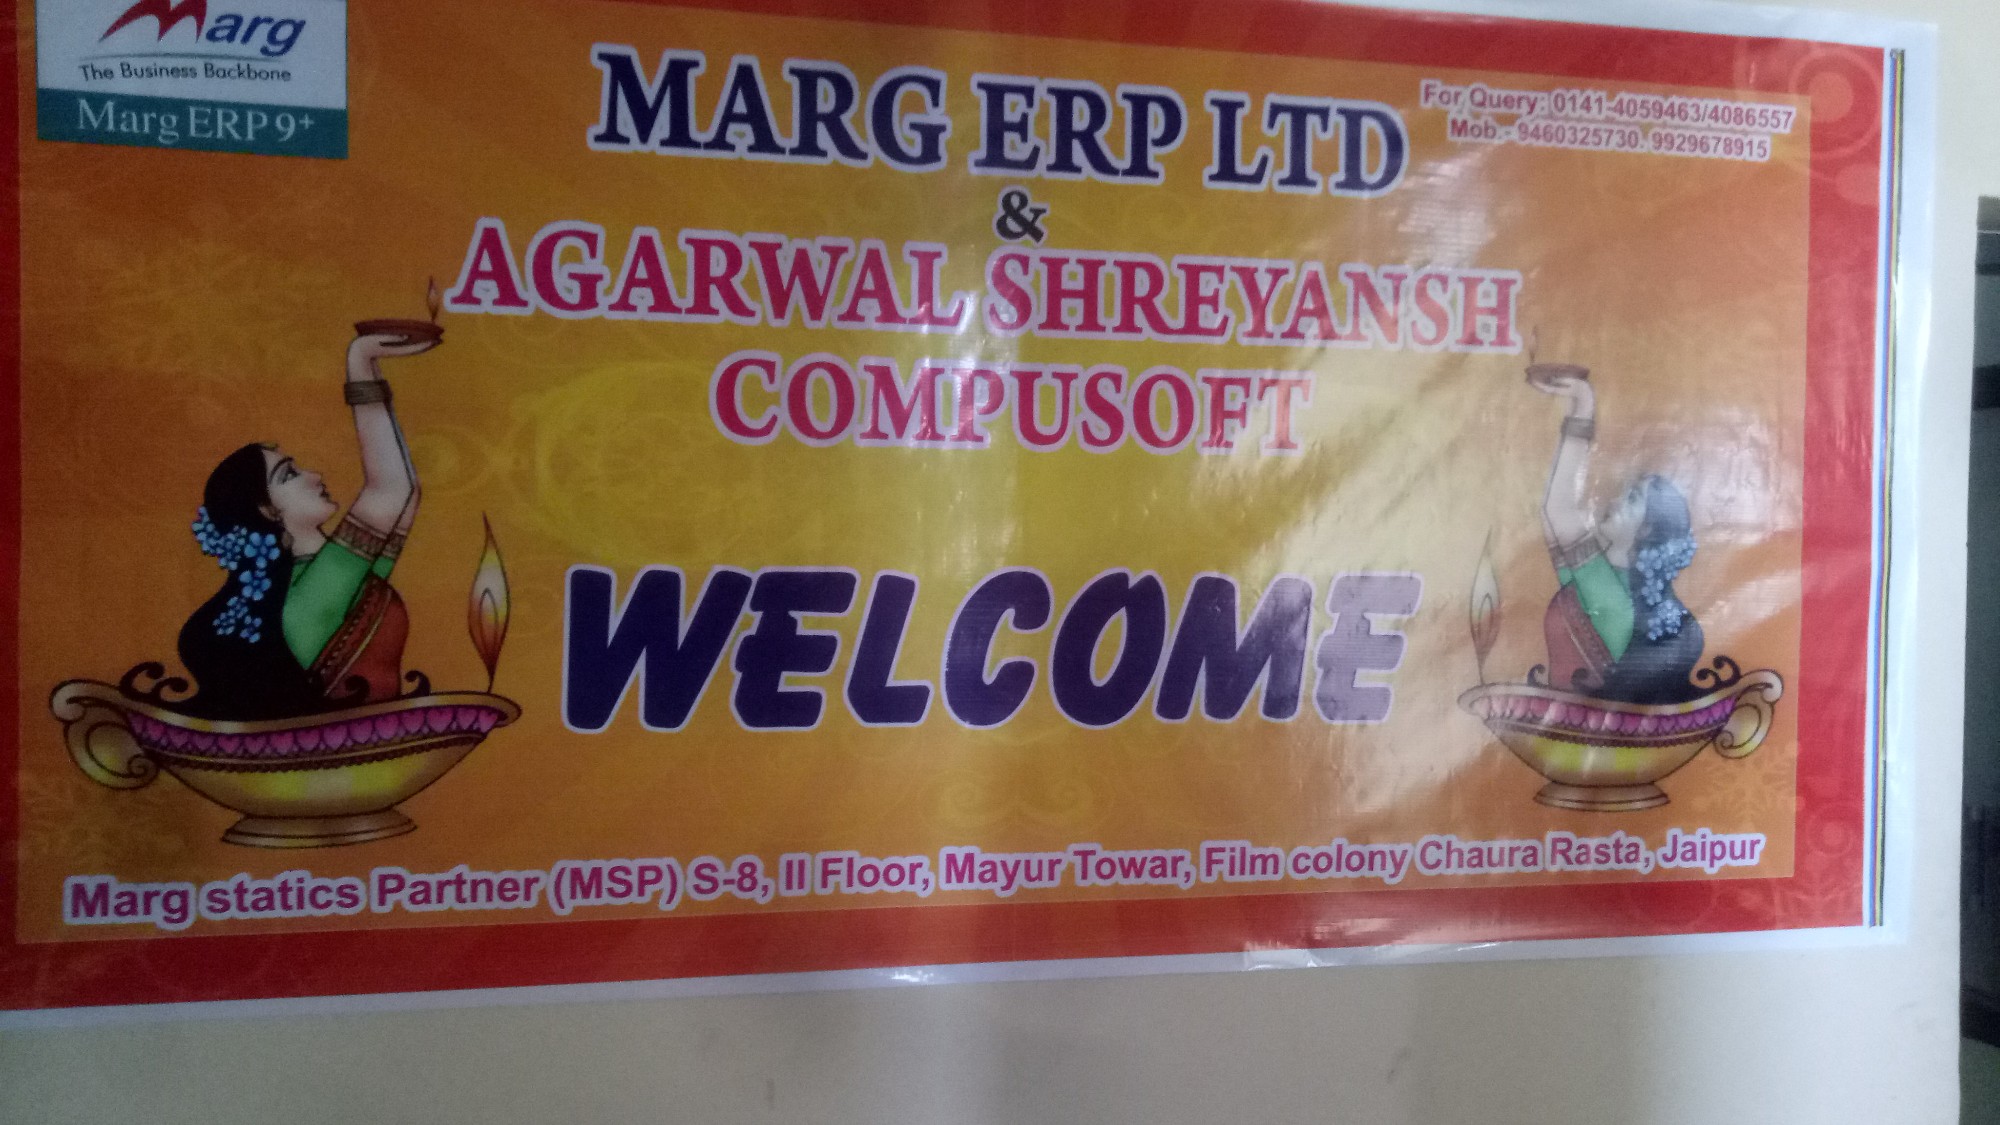 Marg
The Business Backbone
Marg ERP 9+
MARG ERP LTD
For Query: 0141-4059463/4086557
Mob.- 9460325730. 9929678915
&
AGARWAL SHREYANSH
COMPUSOFT
WELCOME
Marg statics Partner (MSP) S-8, II Floor, Mayur Towar, Film colony Chaura Rasta, Jaipur